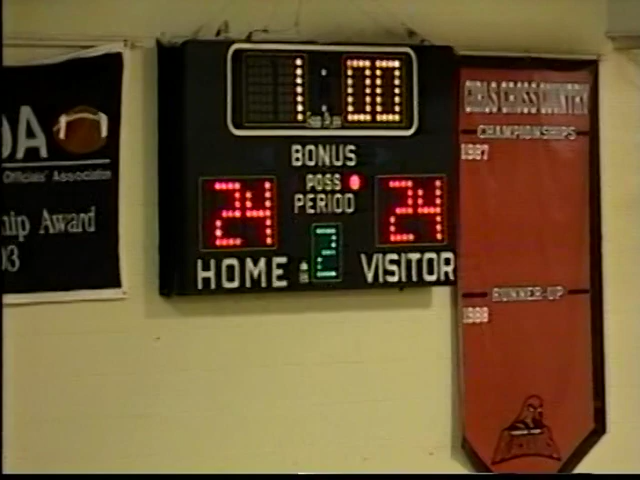 1:00
BONUS
POSS
PERIOD
24
24
2
HOME
VISITOR
DA
Officials' Association
hip Award
03
GIRLS CROSS COUNTRY
CHAMPIONSHIPS
1987
RUNNER-UP
1988